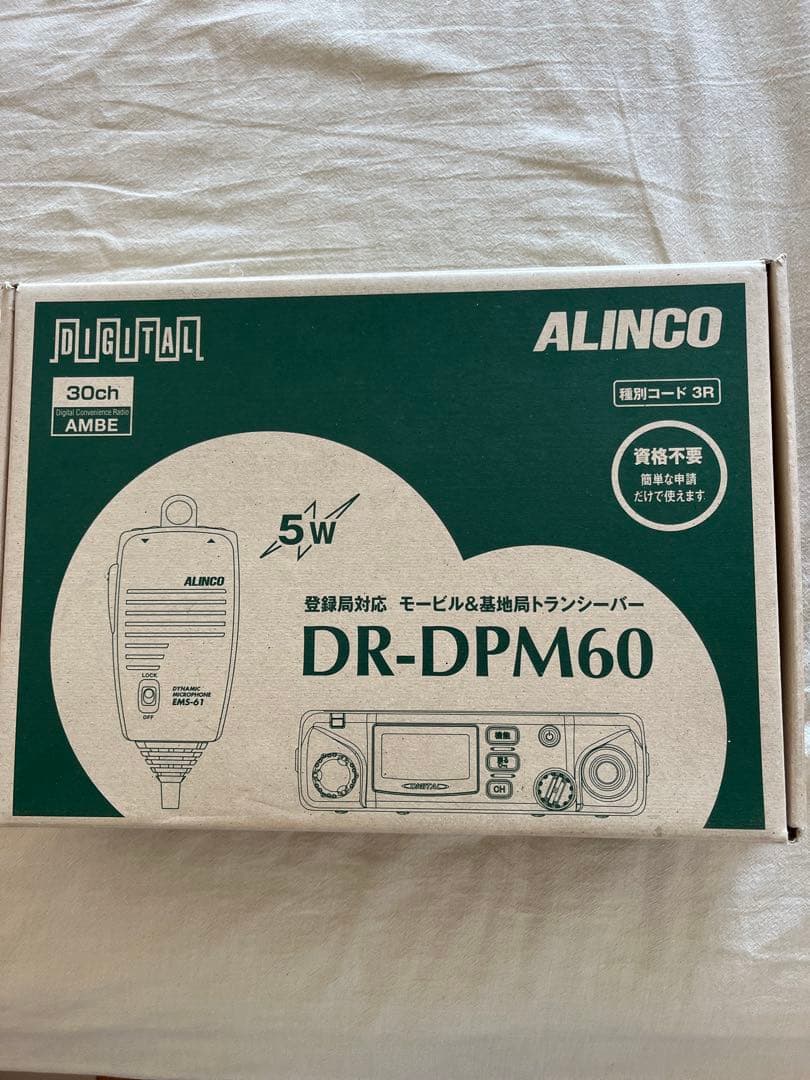 DIGITAL
ALINCO
30ch
Digital Convenience Radio
AMBE
種別コード 3R
資格不要
簡単な申請
だけで使えます
5W
ALINCO
LOCK
OFF
DYNAMIC
MICROPHONE
EMS-61
登録局対応 モービル&基地局トランシーバー
DR-DPM60
機能
CH
DIGITAL